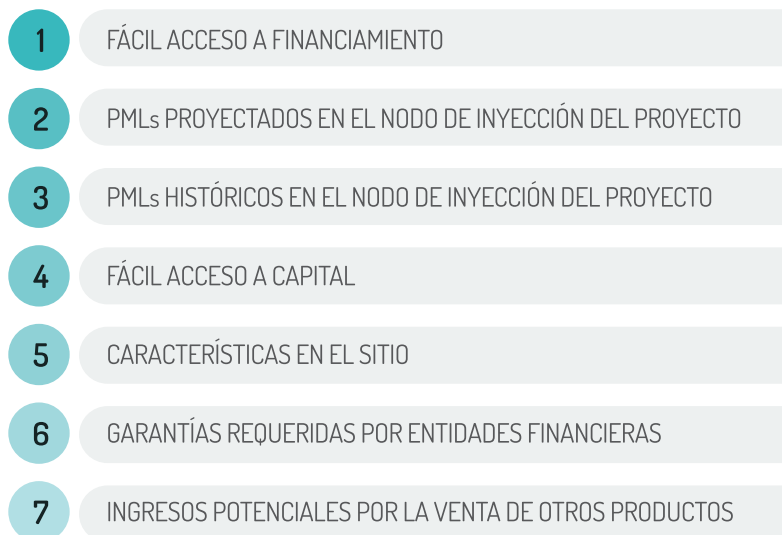 1 FÁCIL ACCESO A FINANCIAMIENTO
2 PMLs PROYECTADOS EN EL NODO DE INYECCIÓN DEL PROYECTO
3 PMLs HISTÓRICOS EN EL NODO DE INYECCIÓN DEL PROYECTO
4 FÁCIL ACCESO A CAPITAL
5 CARACTERÍSTICAS EN EL SITIO
6 GARANTÍAS REQUERIDAS POR ENTIDADES FINANCIERAS
7 INGRESOS POTENCIALES POR LA VENTA DE OTROS PRODUCTOS